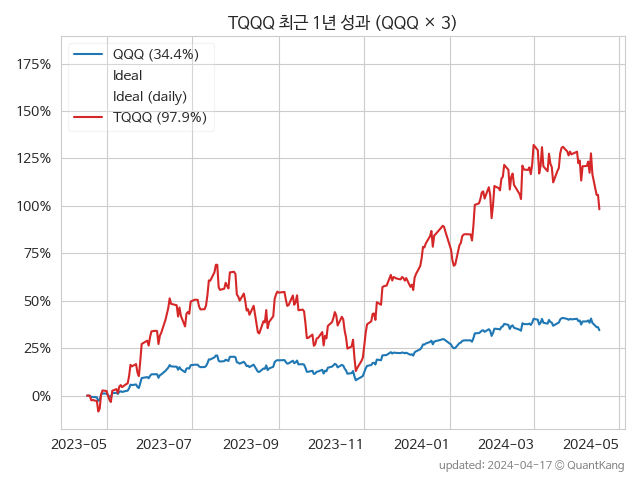 TQQQ 최근 1년 성과 (QQQ × 3)
QQQ (34.4%)
Ideal
Ideal (daily)
TQQQ (97.9%)
175%
150%
125%
100%
75%
50%
25%
0%
2023-05 2023-07 2023-09 2023-11 2024-01 2024-03 2024-05
updated: 2024-04-17 © QuantKang